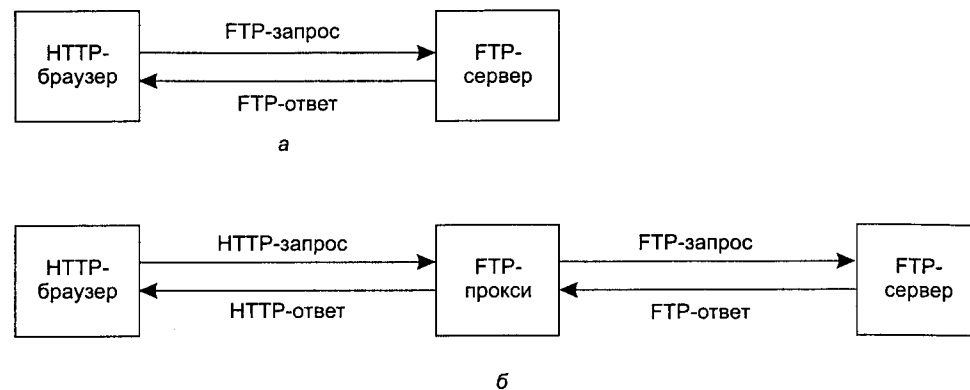 HTTP-
браузер
FTP-запрос
FTP-ответ
FTP-
сервер
а
HTTP-
браузер
HTTP-запрос
HTTP-ответ
FTP-
прокси
FTP-запрос
FTP-ответ
FTP-
сервер
б